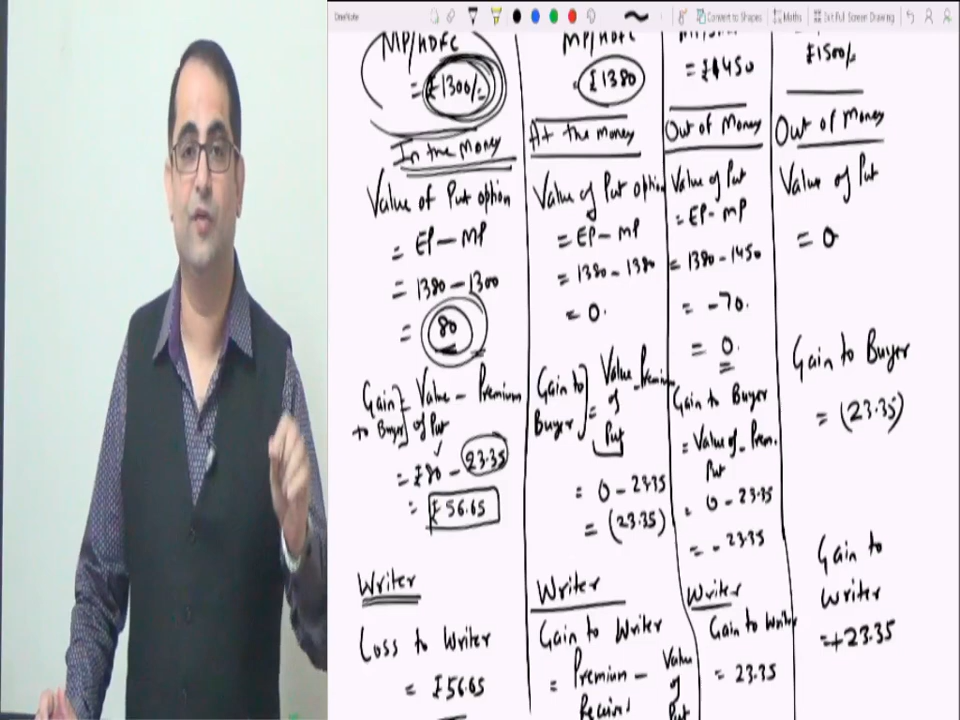 OneNote
Convert to Shapes
Maths
Exit Full Screen Drawing
MP/HDFC
= ₹1300/-
In the Money
Value of Put option
= EP – MP
= 1380 – 1300
= 80
Gain to Buyer = Value of Put – Premium
= ₹80 – 23.35
= ₹56.65
Writer
Loss to Writer
= ₹56.65
MP/HDFC
= ₹1380
At the Money
Value of Put option
= EP – MP
= 1380 – 1380
= 0.
Gain to Buyer = Value of Put – Premium
= 0 – 23.35
= (23.35)
Writer
Gain to Writer
= Premium Received – Value of Put
= ₹1450
Out of Money
Value of Put
= EP – MP
= 1380 – 1450
= –70.
= 0.
Gain to Buyer
= Value of Put – Prem.
= 0 – 23.35
= – 23.35
Writer
Gain to Writer
= 23.35
₹1500/-
Out of Money
Value of Put
= 0
Gain to Buyer
= (23.35)
Gain to
Writer
= +23.35